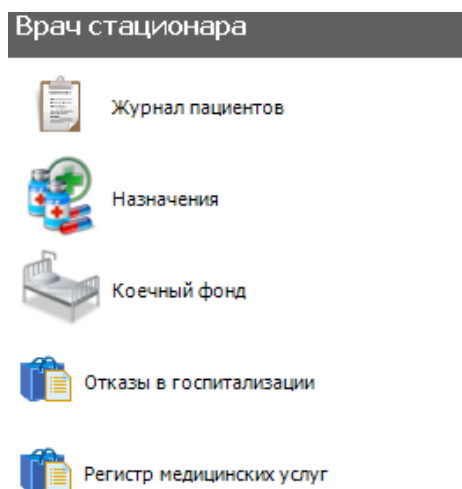 Врач стационара
Журнал пациентов
Назначения
Коечный фонд
Отказы в госпитализации
Регистр медицинских услуг